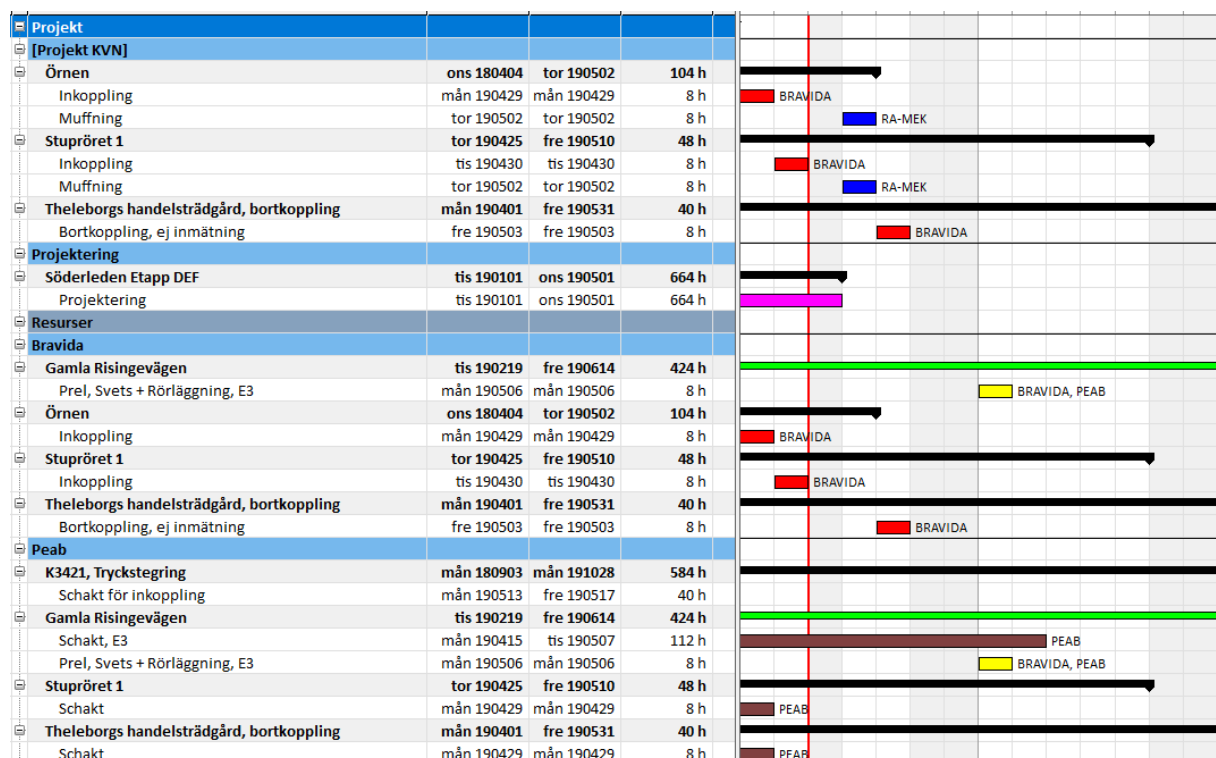 Projekt
[Projekt KVN]
Örnen ons 180404 tor 190502 104 h
Inkoppling mån 190429 mån 190429 8 h BRAVIDA
Muffning tor 190502 tor 190502 8 h RA-MEK
Stupröret 1 tor 190425 fre 190510 48 h
Inkoppling tis 190430 tis 190430 8 h BRAVIDA
Muffning tor 190502 tor 190502 8 h RA-MEK
Theleborgs handelsträdgård, bortkoppling mån 190401 fre 190531 40 h
Bortkoppling, ej inmätning fre 190503 fre 190503 8 h BRAVIDA
Projektering
Söderleden Etapp DEF tis 190101 ons 190501 664 h
Projektering tis 190101 ons 190501 664 h
Resurser
Bravida
Gamla Risingevägen tis 190219 fre 190614 424 h
Prel, Svets + Rörläggning, E3 mån 190506 mån 190506 8 h BRAVIDA, PEAB
Örnen ons 180404 tor 190502 104 h
Inkoppling mån 190429 mån 190429 8 h BRAVIDA
Stupröret 1 tor 190425 fre 190510 48 h
Inkoppling tis 190430 tis 190430 8 h BRAVIDA
Theleborgs handelsträdgård, bortkoppling mån 190401 fre 190531 40 h
Bortkoppling, ej inmätning fre 190503 fre 190503 8 h BRAVIDA
Peab
K3421, Tryckstegring mån 180903 mån 191028 584 h
Schakt för inkoppling mån 190513 fre 190517 40 h
Gamla Risingevägen tis 190219 fre 190614 424 h
Schakt, E3 mån 190415 tis 190507 112 h PEAB
Prel, Svets + Rörläggning, E3 mån 190506 mån 190506 8 h BRAVIDA, PEAB
Stupröret 1 tor 190425 fre 190510 48 h
Schakt mån 190429 mån 190429 8 h PEAB
Theleborgs handelsträdgård, bortkoppling mån 190401 fre 190531 40 h
Schakt mån 190429 mån 190429 8 h PEAB